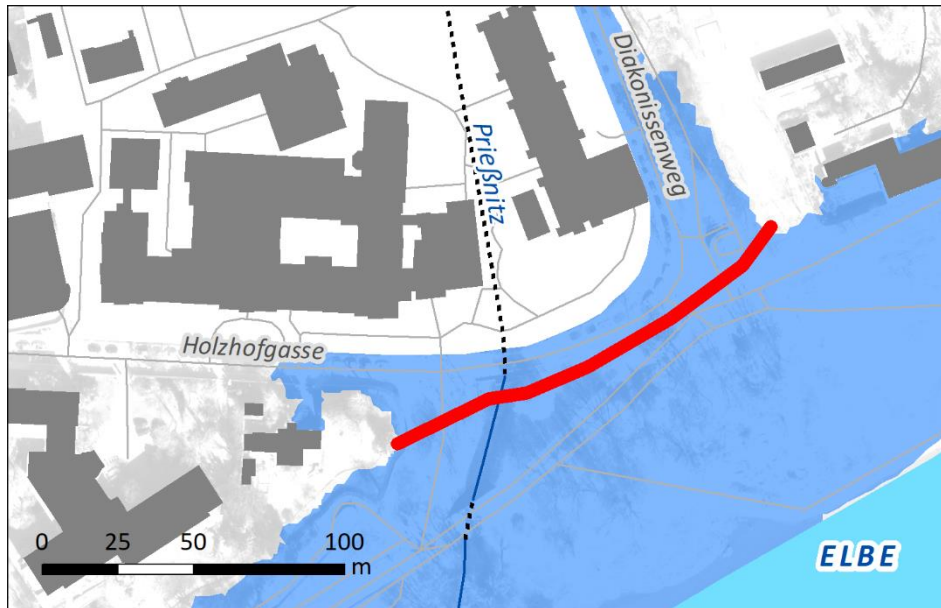 Diakonissenweg
Prießnitz
Holzhofgasse
0 25 50 100
m
ELBE